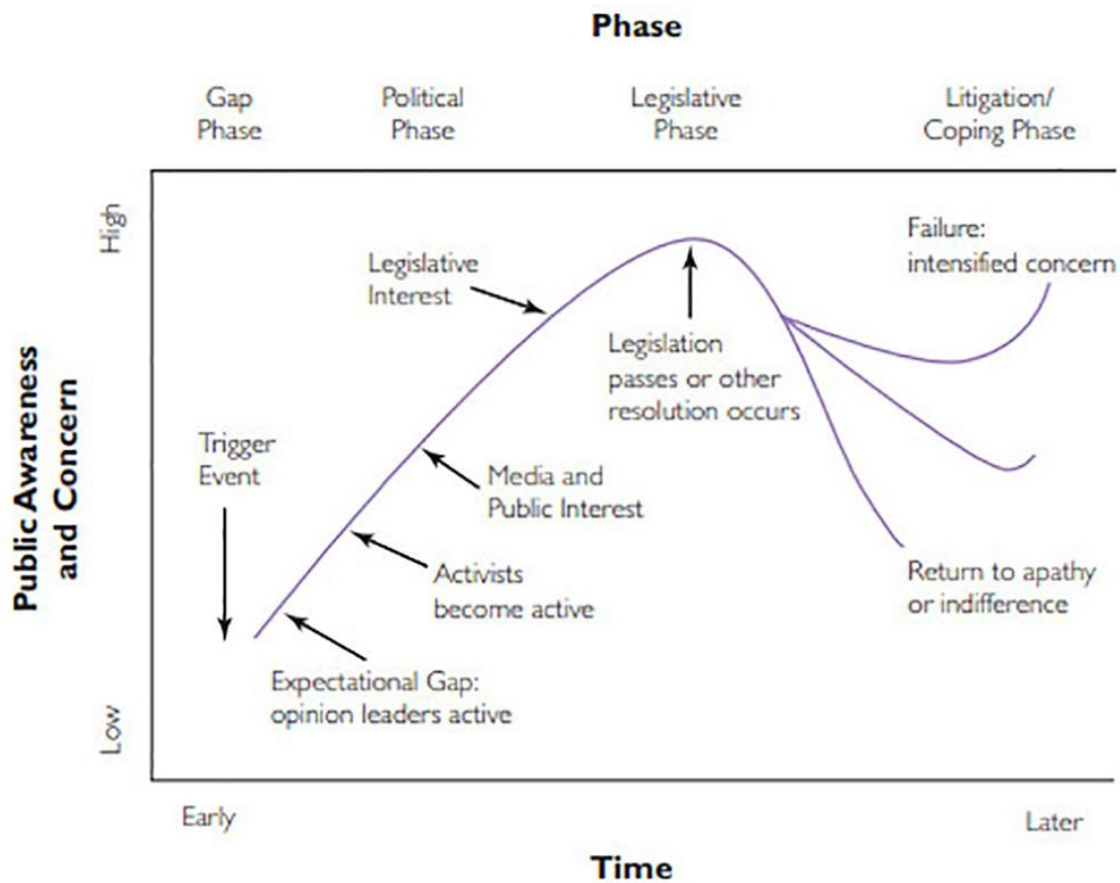 Phase
Gap
Phase
Political
Phase
Legislative
Phase
Litigation/
Coping Phase
High
Low
Public Awareness
and Concern
Failure:
intensified concern
Legislative
Interest
Legislation
passes or other
resolution occurs
Trigger
Event
Media and
Public Interest
Activists
become active
Return to apathy
or indifference
Expectational Gap:
opinion leaders active
Early
Later
Time